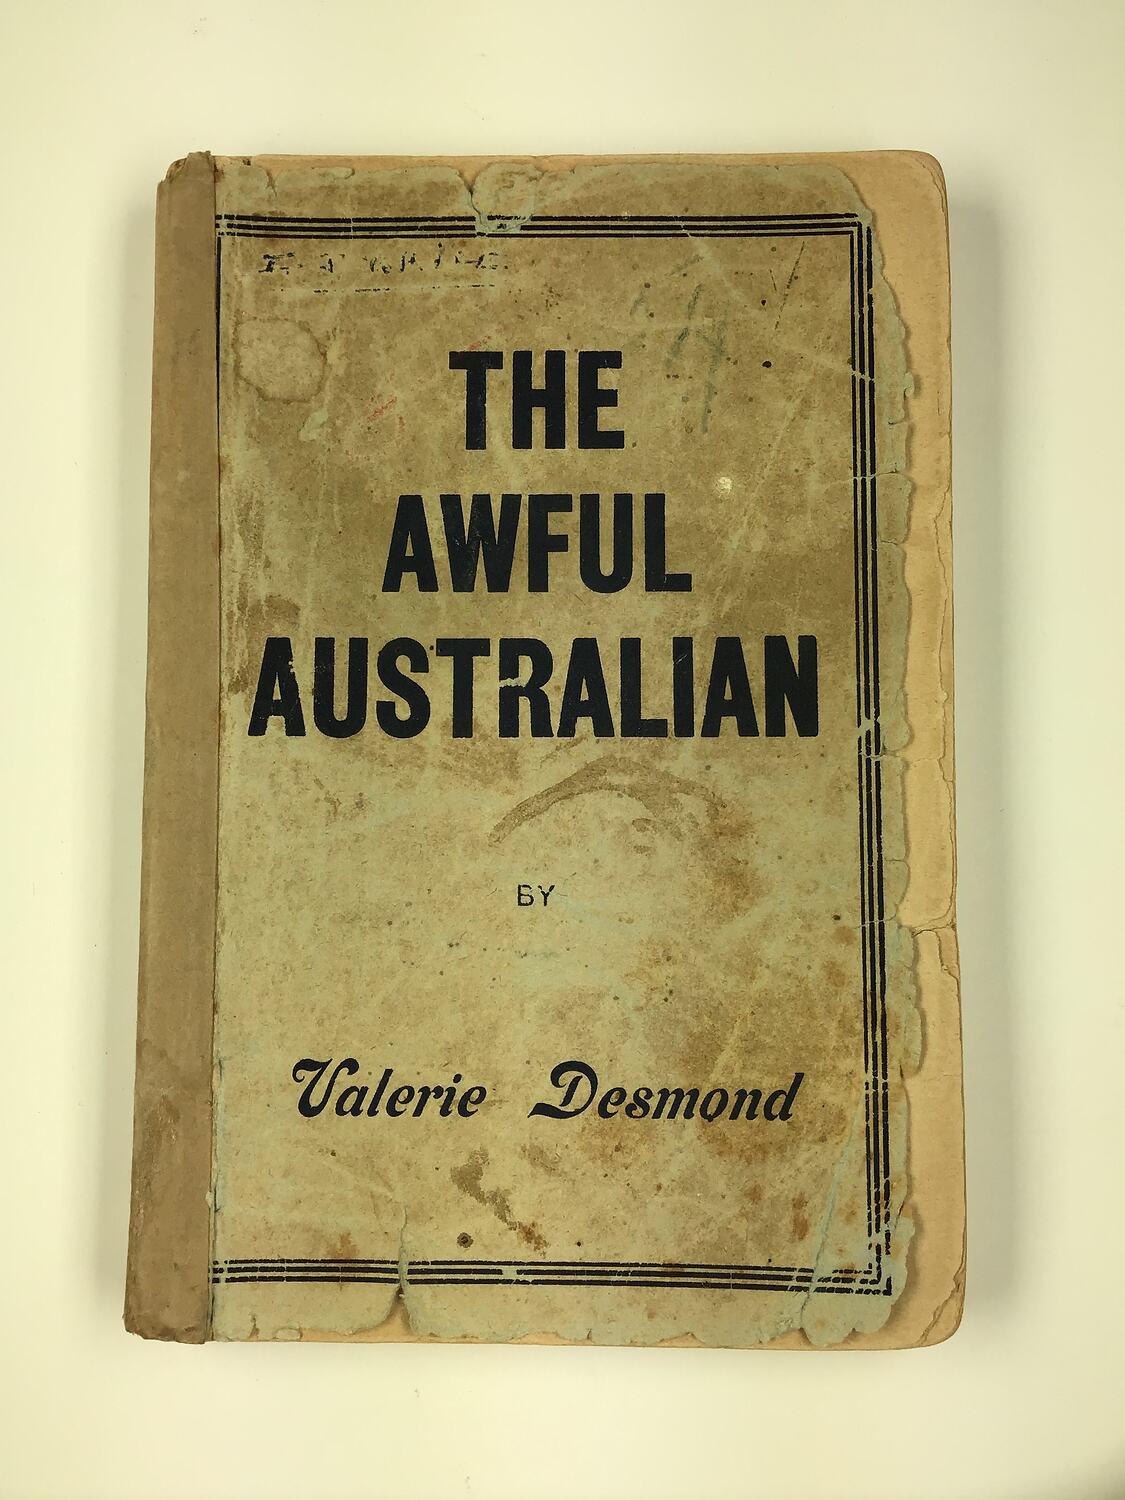 THE
AWFUL
AUSTRALIAN
BY
Valerie Desmond